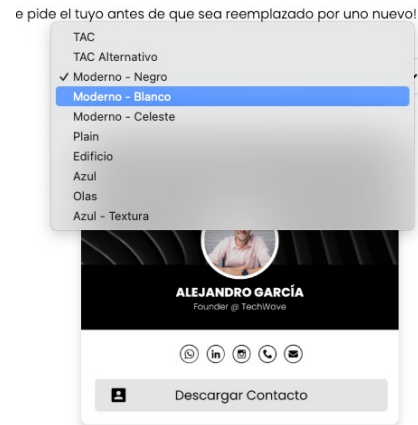 e pide el tuyo antes de que sea reemplazado por uno nuevo!
TAC
TAC Alternativo
✓ Moderno - Negro
Moderno - Blanco
Moderno - Celeste
Plain
Edificio
Azul
Olas
Azul - Textura
ALEJANDRO GARCÍA
Founder @ TechWave
in
Descargar Contacto